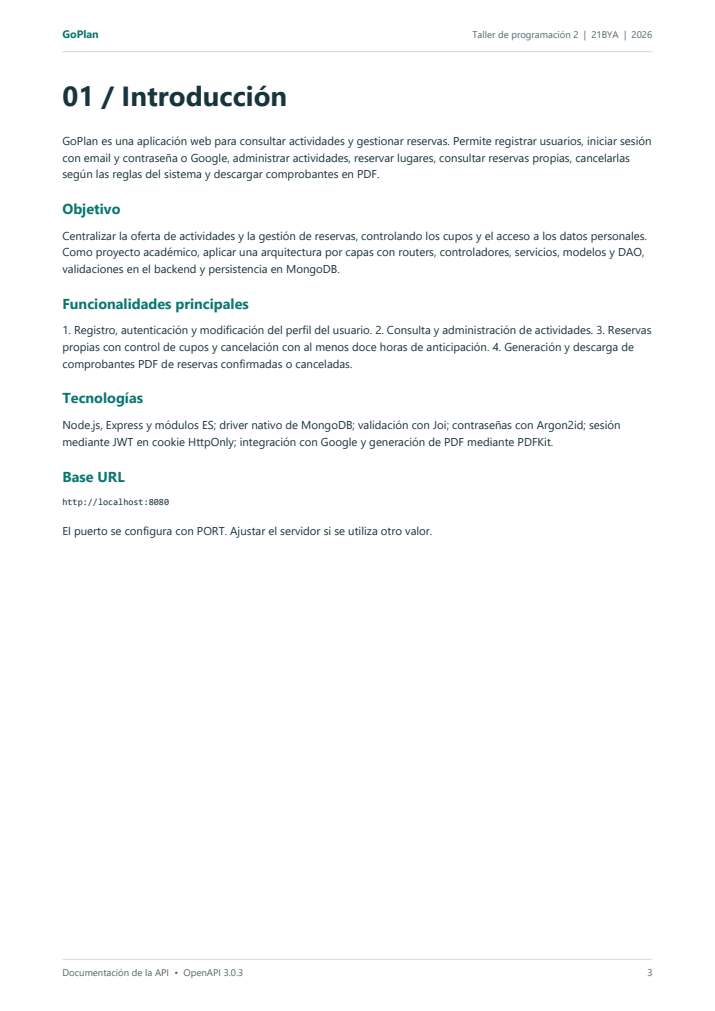 GoPlan
Taller de programación 2 | 21BYA | 2026
01 / Introducción
GoPlan es una aplicación web para consultar actividades y gestionar reservas. Permite registrar usuarios, iniciar sesión
con email y contraseña o Google, administrar actividades, reservar lugares, consultar reservas propias, cancelarlas
según las reglas del sistema y descargar comprobantes en PDF.
Objetivo
Centralizar la oferta de actividades y la gestión de reservas, controlando los cupos y el acceso a los datos personales.
Como proyecto académico, aplicar una arquitectura por capas con routers, controladores, servicios, modelos y DAO,
validaciones en el backend y persistencia en MongoDB.
Funcionalidades principales
1. Registro, autenticación y modificación del perfil del usuario. 2. Consulta y administración de actividades. 3. Reservas
propias con control de cupos y cancelación con al menos doce horas de anticipación. 4. Generación y descarga de
comprobantes PDF de reservas confirmadas o canceladas.
Tecnologías
Node.js, Express y módulos ES; driver nativo de MongoDB; validación con Joi; contraseñas con Argon2id; sesión
mediante JWT en cookie HttpOnly; integración con Google y generación de PDF mediante PDFKit.
Base URL
http://localhost:8080
El puerto se configura con PORT. Ajustar el servidor si se utiliza otro valor.
Documentación de la API • OpenAPI 3.0.3
3